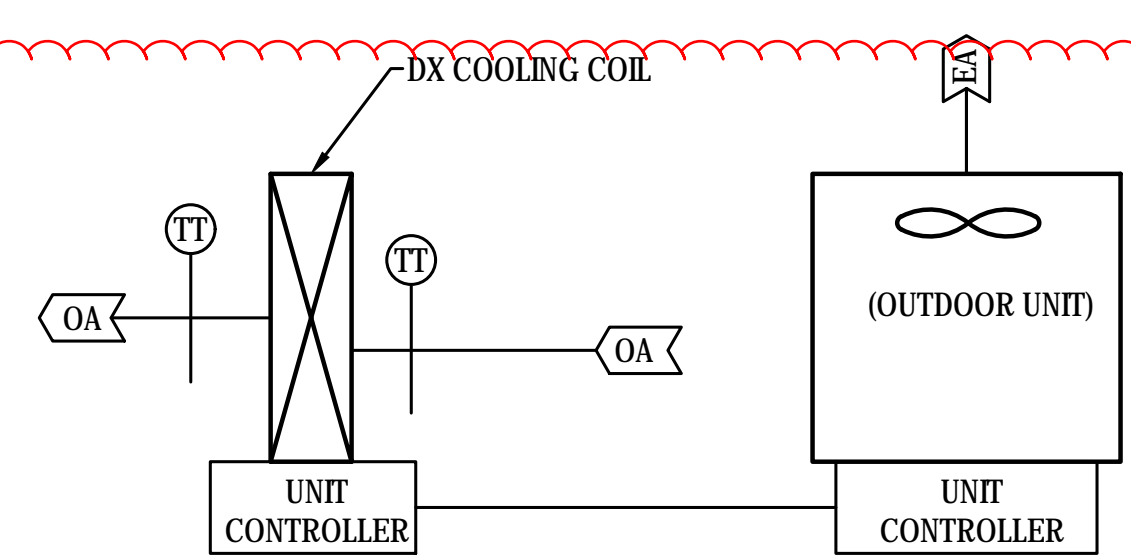 DX COOLING COIL
EA
TT
TT
OA
OA
(OUTDOOR UNIT)
UNIT
CONTROLLER
UNIT
CONTROLLER